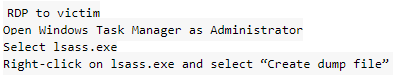 RDP to victim
Open Windows Task Manager as Administrator
Select lsass.exe
Right-click on lsass.exe and select “Create dump file”